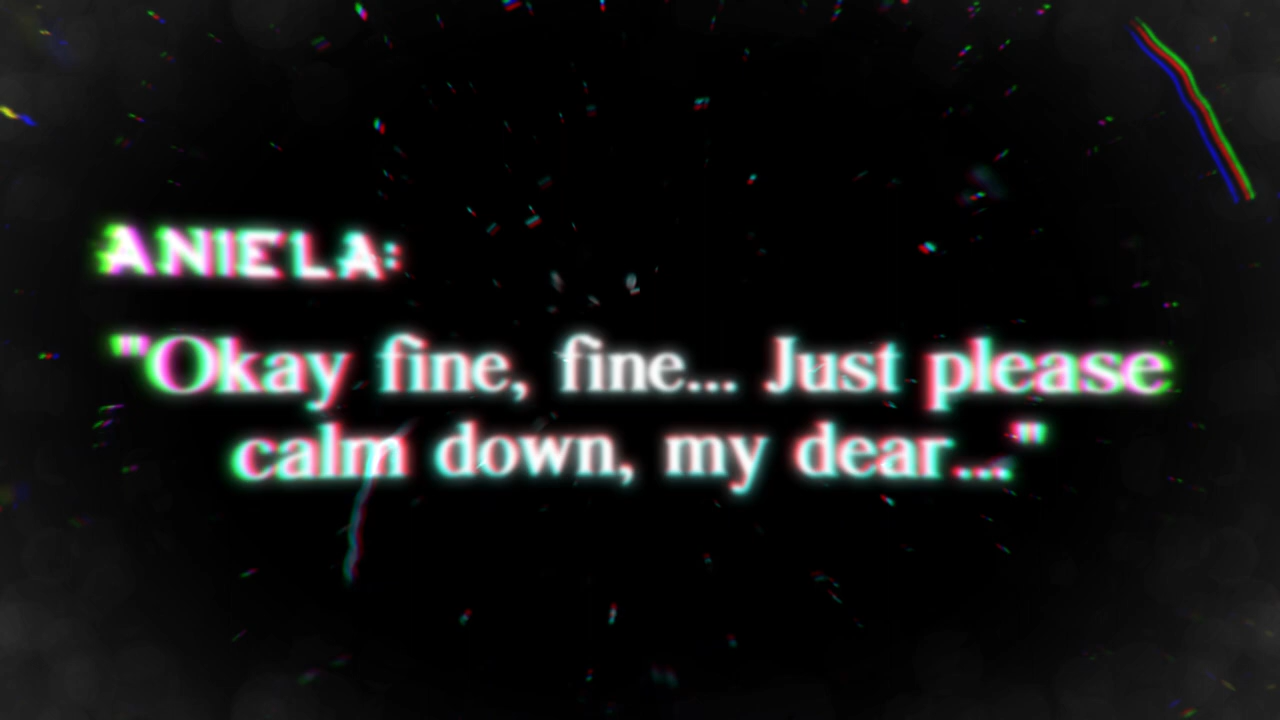 ANIELA:
"Okay fine, fine... Just please
calm down, my dear..."